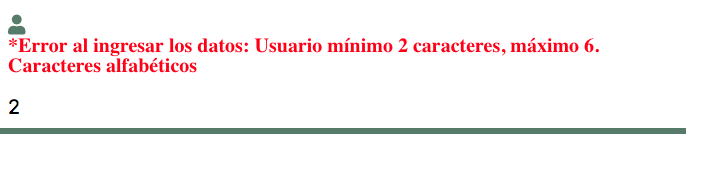 *Error al ingresar los datos: Usuario mínimo 2 caracteres, máximo 6.
Caracteres alfabéticos
2